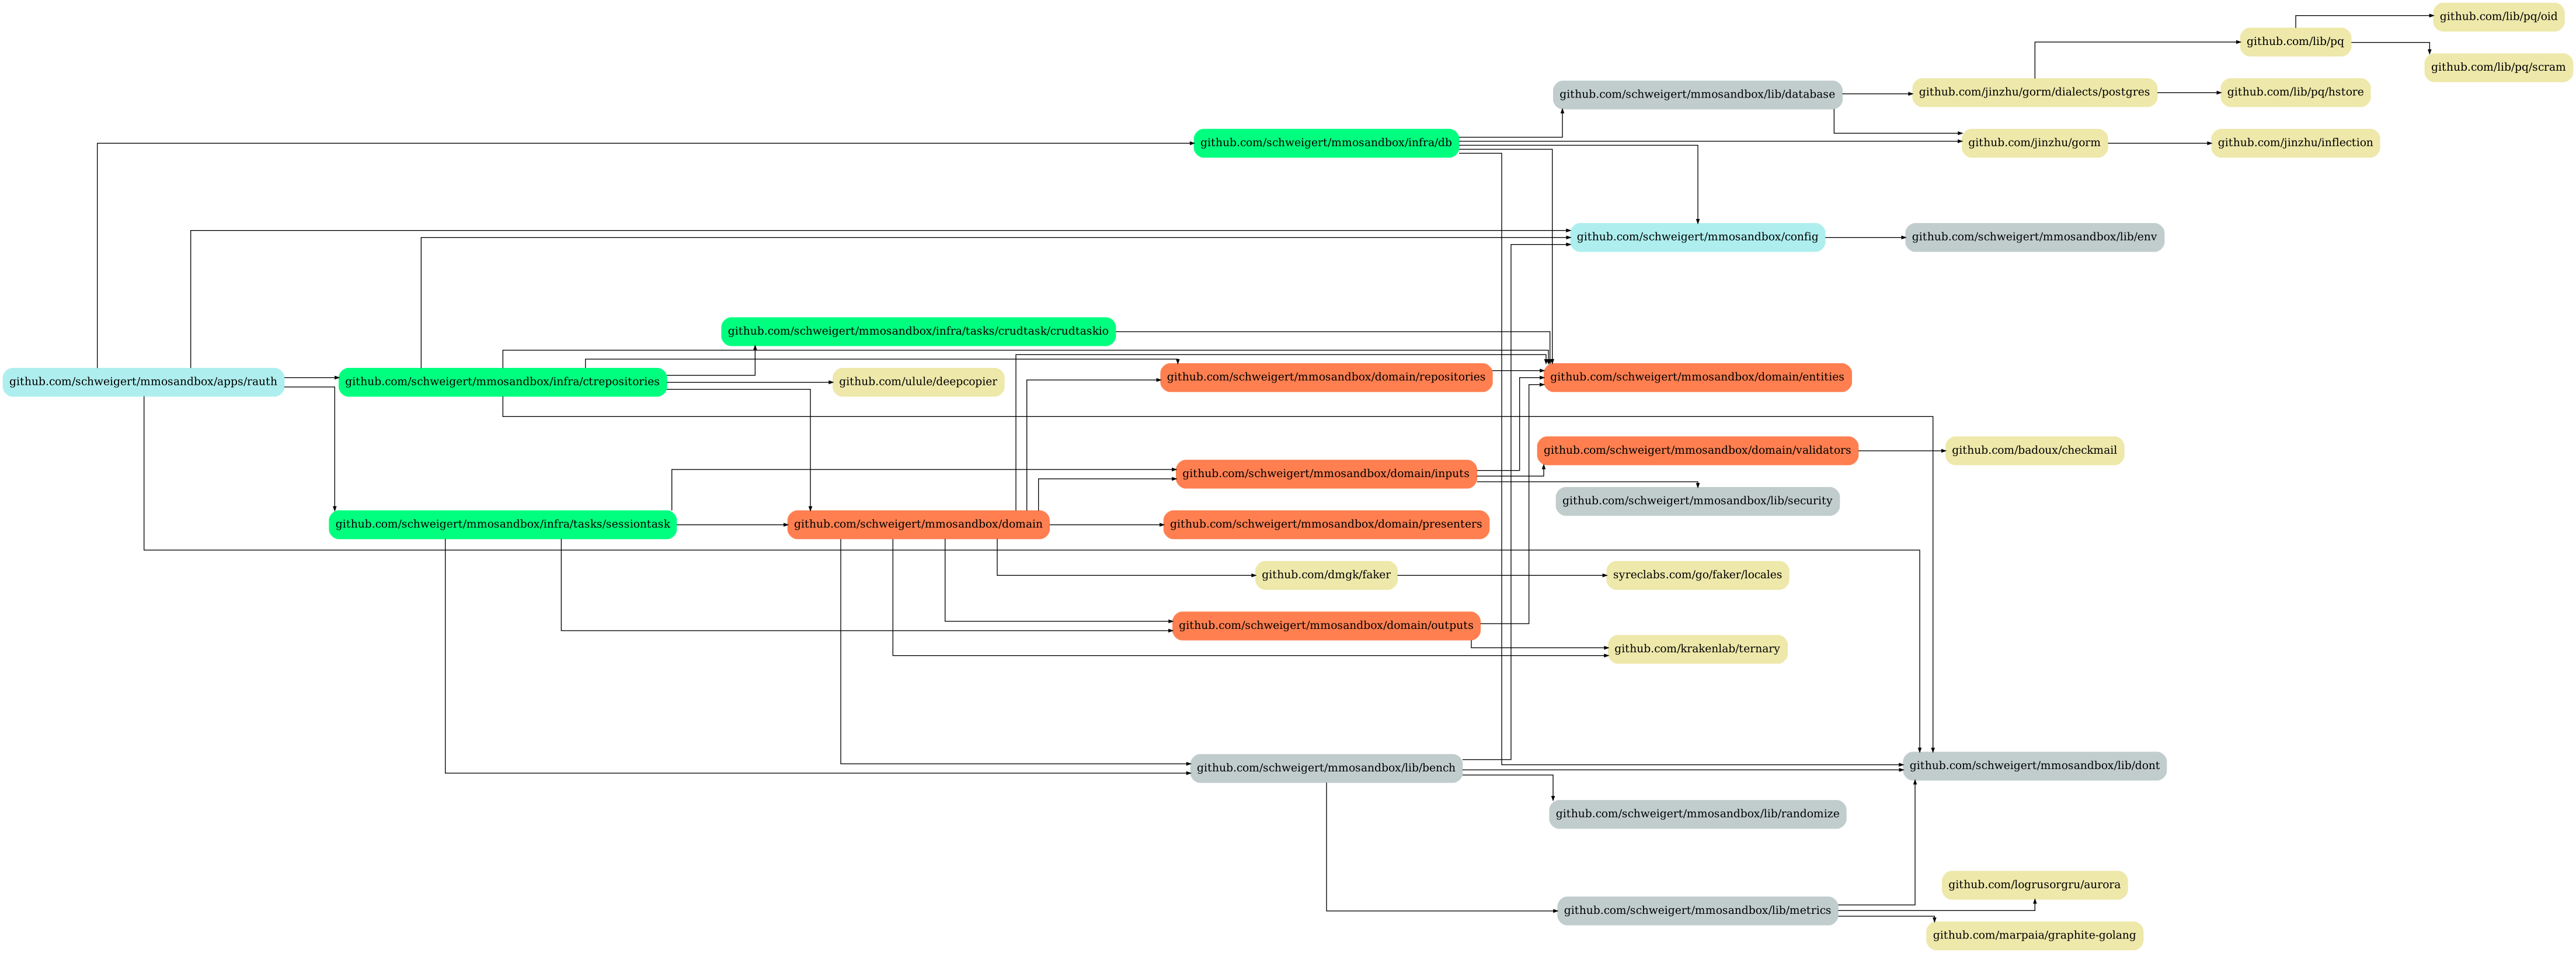 github.com/lib/pq/oid
github.com/lib/pq
github.com/lib/pq/scram
github.com/schweigert/mmosandbox/lib/database
github.com/jinzhu/gorm/dialects/postgres
github.com/lib/pq/hstore
github.com/schweigert/mmosandbox/infra/db
github.com/jinzhu/gorm
github.com/jinzhu/inflection
github.com/schweigert/mmosandbox/config
github.com/schweigert/mmosandbox/lib/env
github.com/schweigert/mmosandbox/infra/tasks/crudtask/crudtaskio
github.com/schweigert/mmosandbox/apps/rauth
github.com/schweigert/mmosandbox/infra/ctrepositories
github.com/ulule/deepcopier
github.com/schweigert/mmosandbox/domain/repositories
github.com/schweigert/mmosandbox/domain/entities
github.com/schweigert/mmosandbox/domain/validators
github.com/badoux/checkmail
github.com/schweigert/mmosandbox/domain/inputs
github.com/schweigert/mmosandbox/lib/security
github.com/schweigert/mmosandbox/infra/tasks/sessiontask
github.com/schweigert/mmosandbox/domain
github.com/schweigert/mmosandbox/domain/presenters
github.com/dmgk/faker
syreclabs.com/go/faker/locales
github.com/schweigert/mmosandbox/domain/outputs
github.com/krakenlab/ternary
github.com/schweigert/mmosandbox/lib/bench
github.com/schweigert/mmosandbox/lib/dont
github.com/schweigert/mmosandbox/lib/randomize
github.com/logrusorgru/aurora
github.com/schweigert/mmosandbox/lib/metrics
github.com/marpaia/graphite-golang